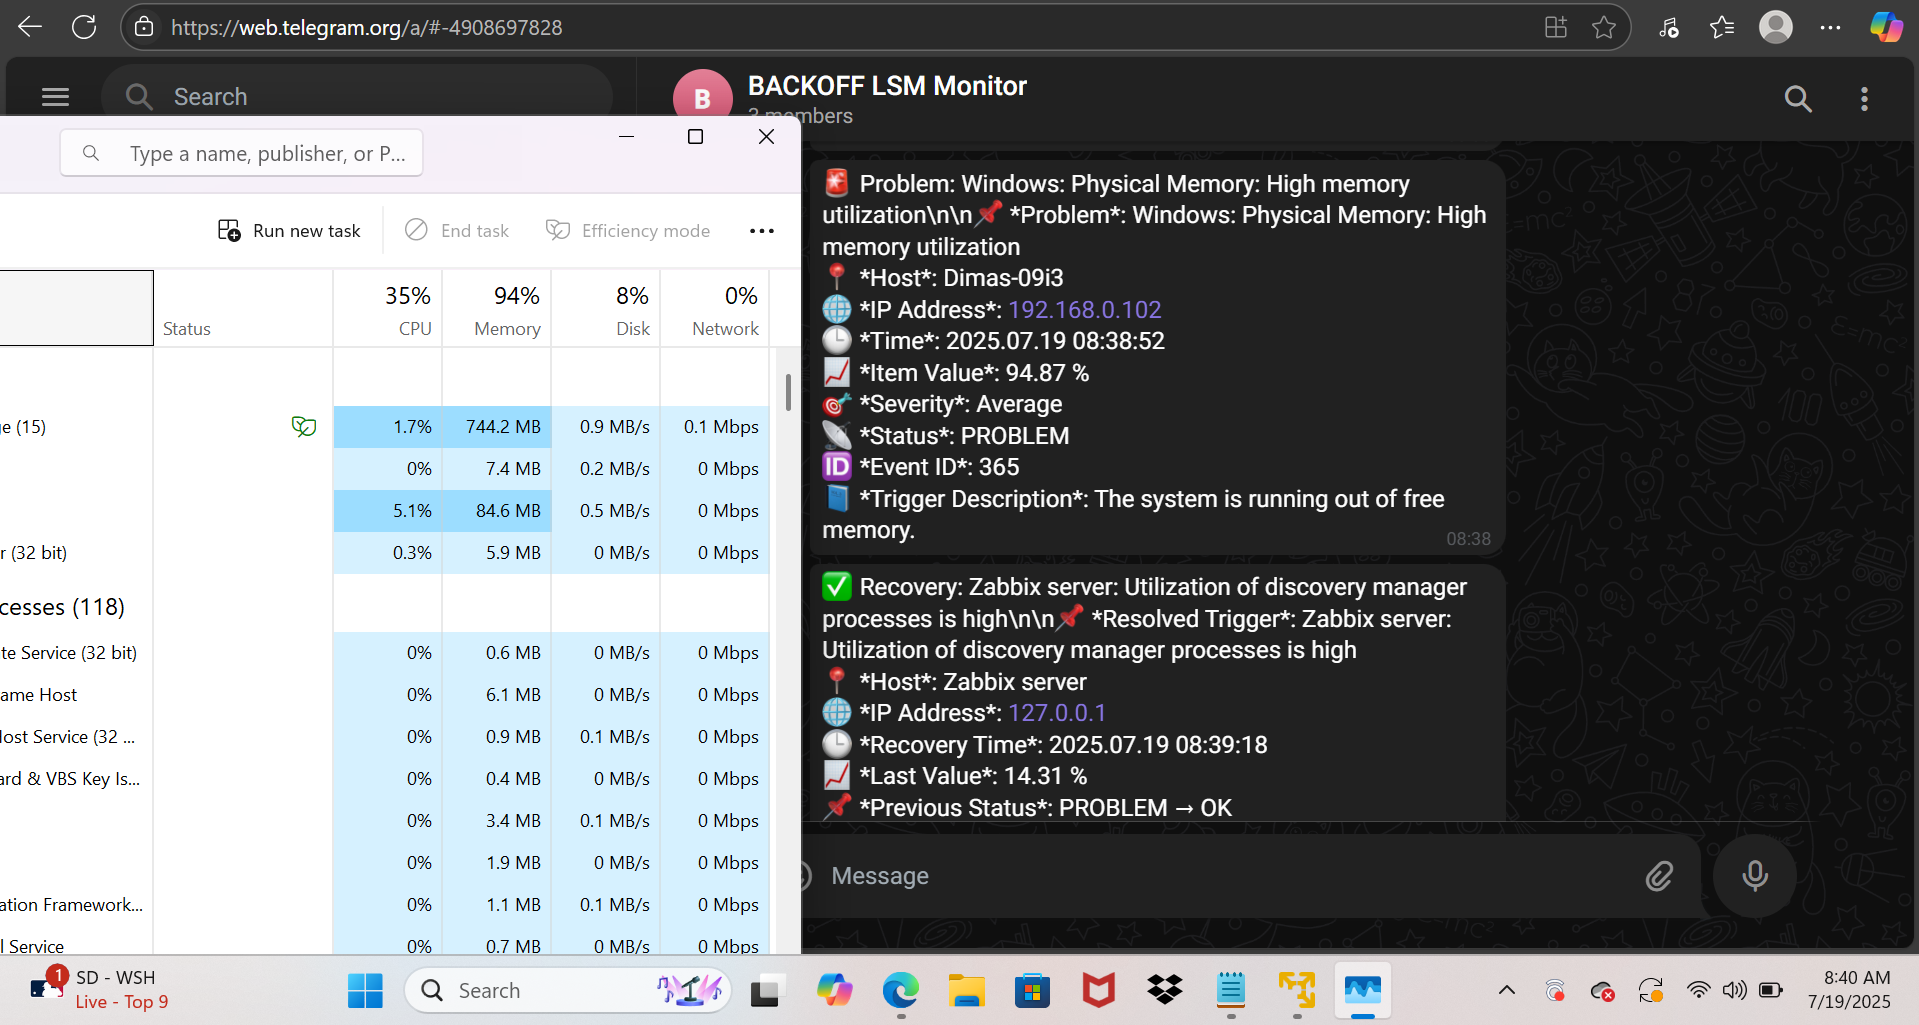 https://web.telegram.org/a/#-4908697828
Search
B
BACKOFF LSM Monitor
3 members
Type a name, publisher, or P...
Run new task
End task
Efficiency mode
Status
35%
CPU
94%
Memory
8%
Disk
0%
Network
e (15)
1.7%
744.2 MB
0.9 MB/s
0.1 Mbps
0%
7.4 MB
0.2 MB/s
0 Mbps
5.1%
84.6 MB
0.5 MB/s
0 Mbps
r (32 bit)
0.3%
5.9 MB
0 MB/s
0 Mbps
cesses (118)
te Service (32 bit)
0%
0.6 MB
0 MB/s
0 Mbps
ame Host
0%
6.1 MB
0 MB/s
0 Mbps
ost Service (32 ...
0%
0.9 MB
0.1 MB/s
0 Mbps
ard & VBS Key Is...
0%
0.4 MB
0 MB/s
0 Mbps
0%
3.4 MB
0.1 MB/s
0 Mbps
0%
1.9 MB
0 MB/s
0 Mbps
ation Framework...
0%
1.1 MB
0.1 MB/s
0 Mbps
l Service
0%
0.7 MB
0 MB/s
0 Mbps
🚨 Problem: Windows: Physical Memory: High memory
utilization\n\n📌 *Problem*: Windows: Physical Memory: High
memory utilization
📍 *Host*: Dimas-09i3
🌐 *IP Address*: 192.168.0.102
🕒 *Time*: 2025.07.19 08:38:52
📈 *Item Value*: 94.87 %
🎯 *Severity*: Average
📡 *Status*: PROBLEM
🆔 *Event ID*: 365
📘 *Trigger Description*: The system is running out of free
memory.
08:38
✅ Recovery: Zabbix server: Utilization of discovery manager
processes is high\n\n📌 *Resolved Trigger*: Zabbix server:
Utilization of discovery manager processes is high
📍 *Host*: Zabbix server
🌐 *IP Address*: 127.0.0.1
🕒 *Recovery Time*: 2025.07.19 08:39:18
📈 *Last Value*: 14.31 %
📌 *Previous Status*: PROBLEM → OK
Message
1
SD - WSH
Live - Top 9
Search
8:40 AM
7/19/2025